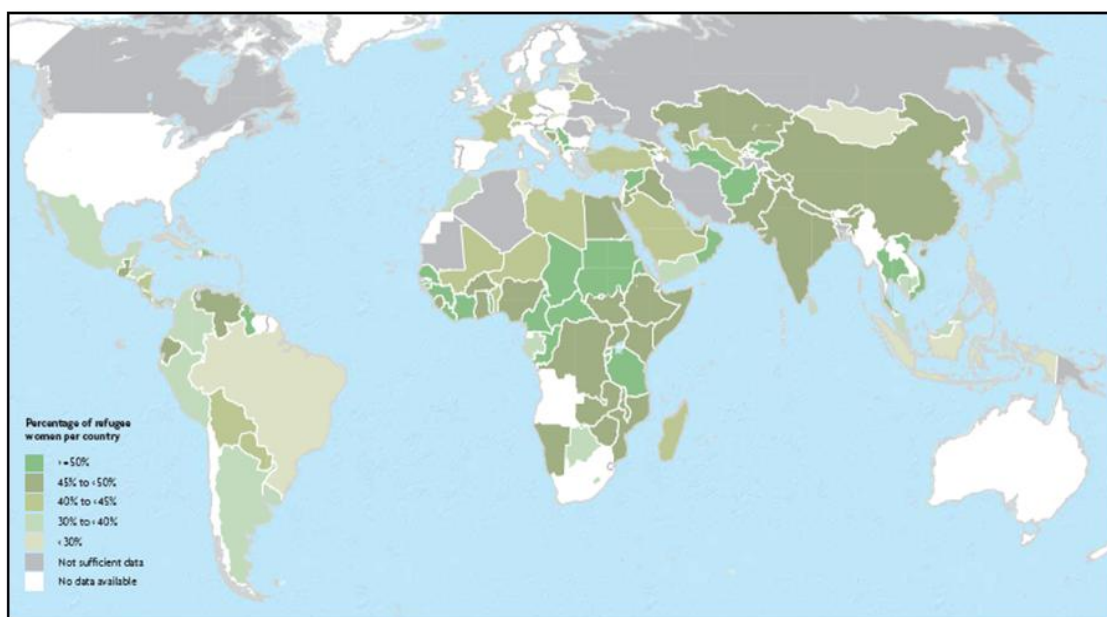 Percentage of refugee
women per country
>=50%
45% to <50%
40% to <45%
30% to <40%
<30%
Not sufficient data
No data available